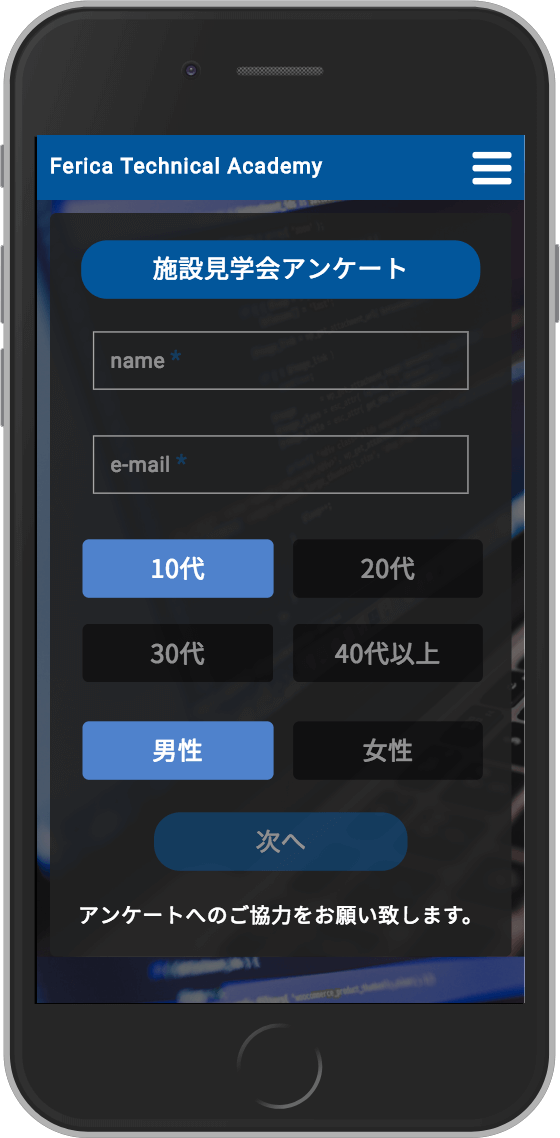 Ferica Technical Academy
施設見学会アンケート
name *
e-mail *
10代 20代
30代 40代以上
男性 女性
次へ
アンケートへのご協力をお願い致します。